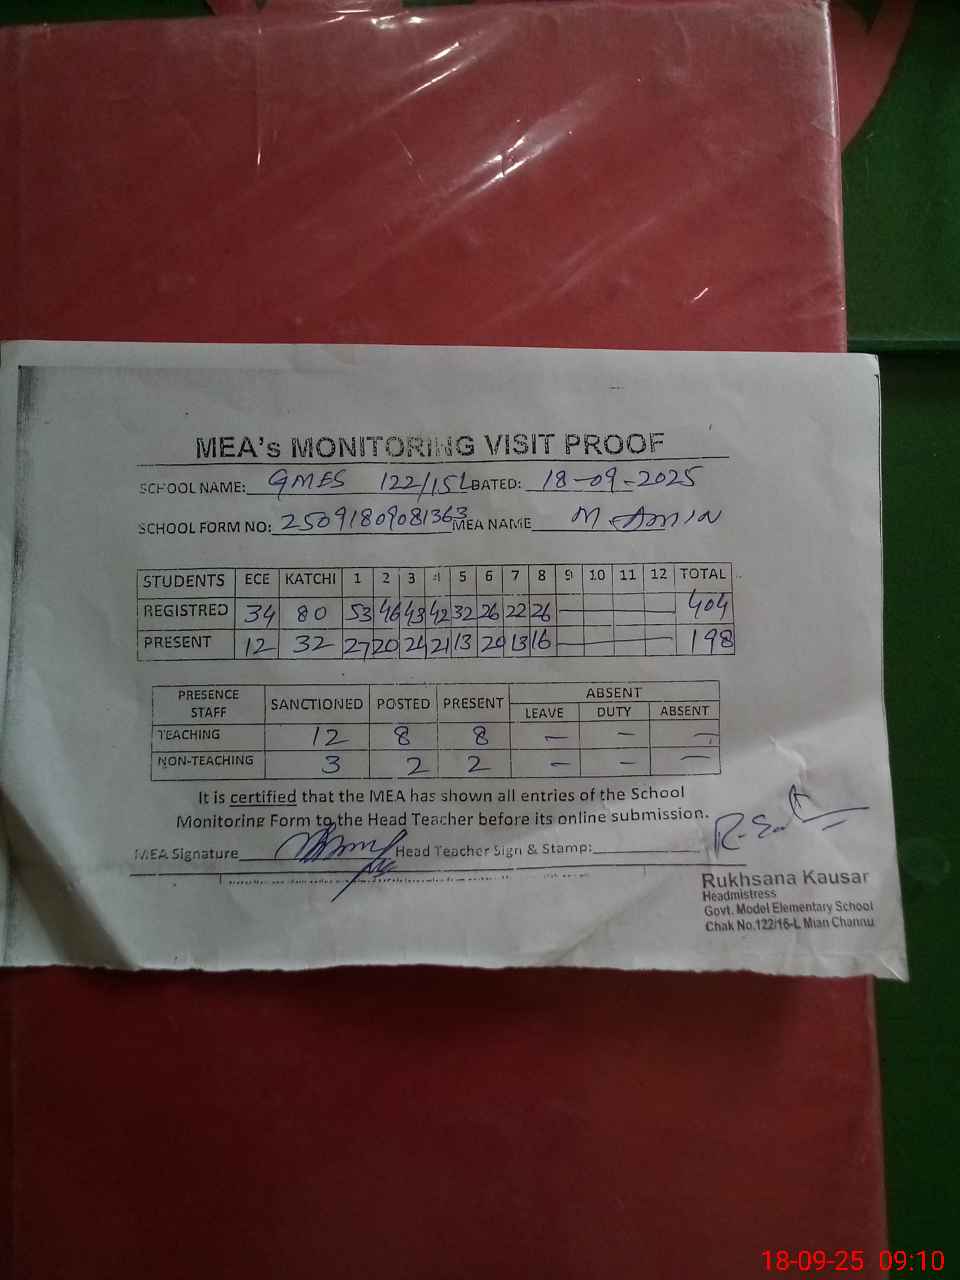 MEA's MONITORING VISIT PROOF
SCHOOL NAME: GMES 122/15L DATED: 18-09-2025
SCHOOL FORM NO: 25091809081363 MEA NAME M. AMIN
STUDENTS ECE KATCHI 1 2 3 4 5 6 7 8 9 10 11 12 TOTAL
REGISTRED 34 80 53 46 43 42 32 26 22 26 404
PRESENT 12 32 27 20 24 21 13 20 13 16 198
PRESENCE STAFF SANCTIONED POSTED PRESENT ABSENT
LEAVE DUTY ABSENT
TEACHING 12 8 8 - - -
NON-TEACHING 3 2 2 - - -
It is certified that the MEA has shown all entries of the School
Monitoring Form to the Head Teacher before its online submission.
MEA Signature Head Teacher Sign & Stamp:
Rukhsana Kausar
Headmistress
Govt. Model Elementary School
Chak No.122/15-L Mian Channu
18-09-25 09:10